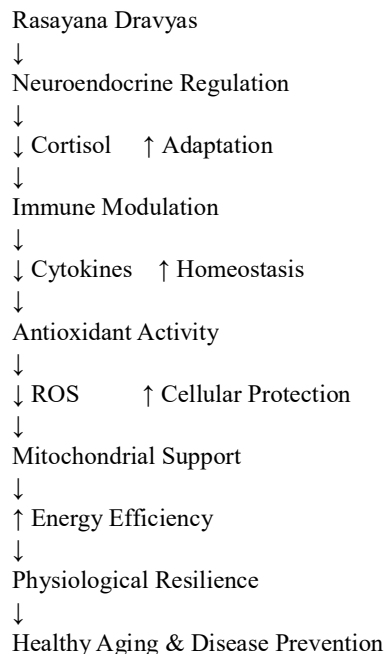 Rasayana Dravyas
↓
Neuroendocrine Regulation
↓
↓ Cortisol ↑ Adaptation
↓
Immune Modulation
↓
↓ Cytokines ↑ Homeostasis
↓
Antioxidant Activity
↓
↓ ROS ↑ Cellular Protection
↓
Mitochondrial Support
↓
↑ Energy Efficiency
↓
Physiological Resilience
↓
Healthy Aging & Disease Prevention